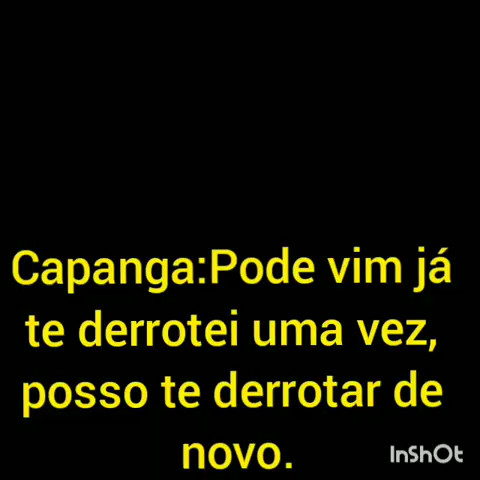 Capanga:Pode vim já
te derrotei uma vez,
posso te derrotar de
novo.
InShOt